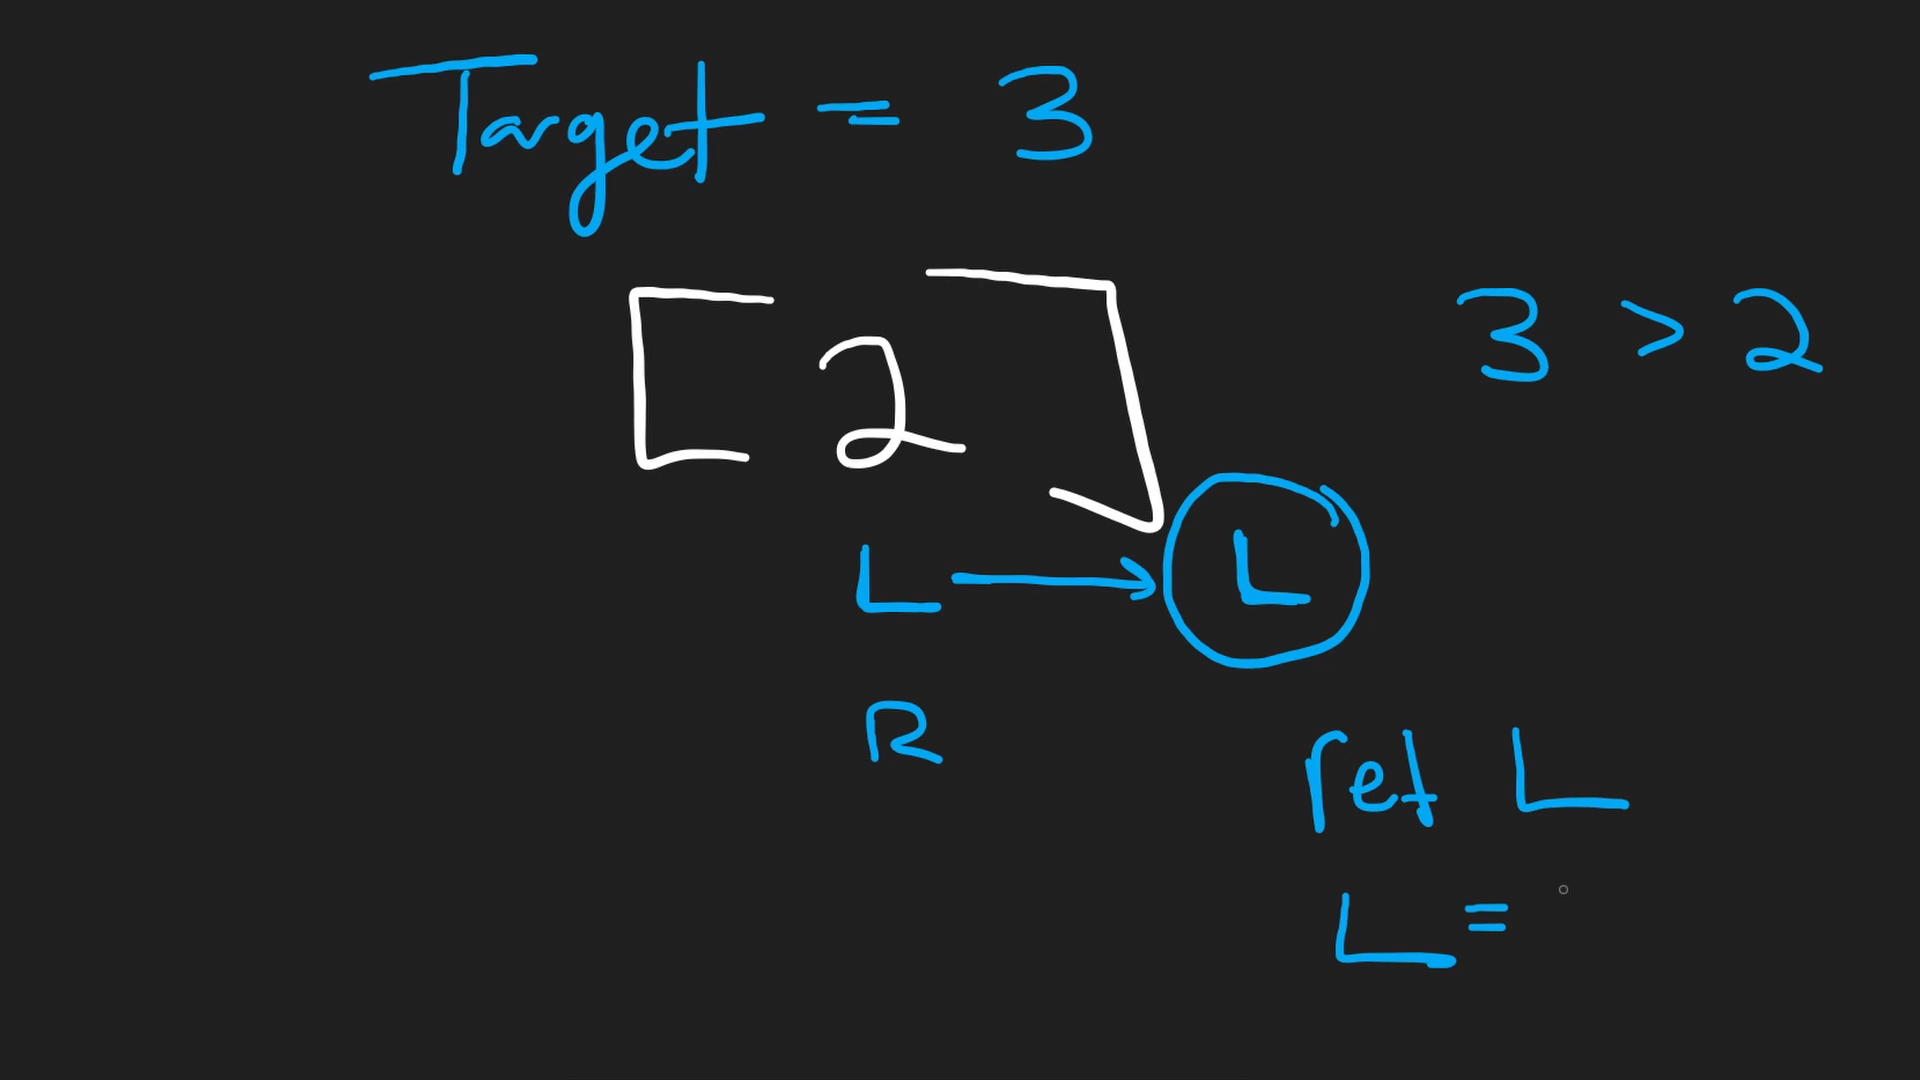 Target = 3
[ 2 ]
3 > 2
L → L
R
ret L
L =